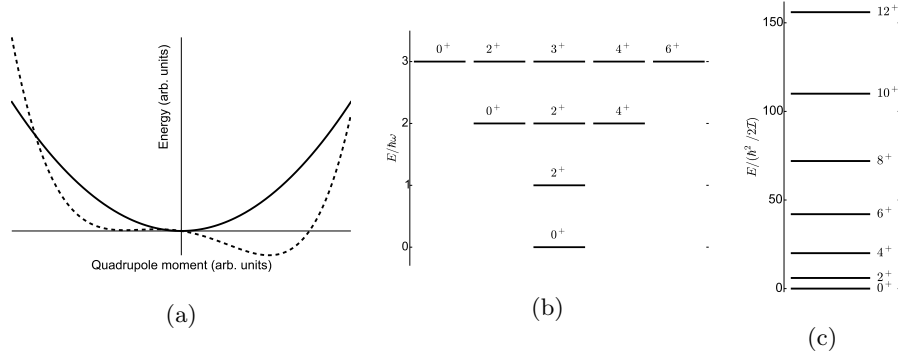 Energy (arb. units)
Quadrupole moment (arb. units)
(a)
E/ħω
3
2
1
0
0⁺ 2⁺ 3⁺ 4⁺ 6⁺
0⁺ 2⁺ 4⁺
2⁺
0⁺
(b)
E/(ħ² /2ℐ)
150
100
50
0
12⁺
10⁺
8⁺
6⁺
4⁺
2⁺
0⁺
(c)